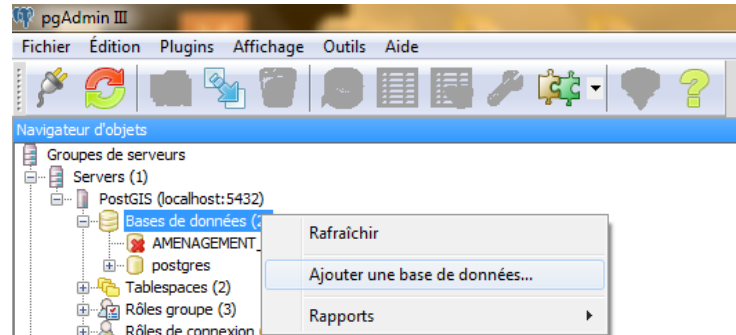 pgAdmin III
Fichier Édition Plugins Affichage Outils Aide
Navigateur d'objets
Groupes de serveurs
Servers (1)
PostGIS (localhost:5432)
Bases de données (2
AMENAGEMENT_
postgres
Tablespaces (2)
Rôles groupe (3)
Rôles de connexion
Rafraîchir
Ajouter une base de données...
Rapports